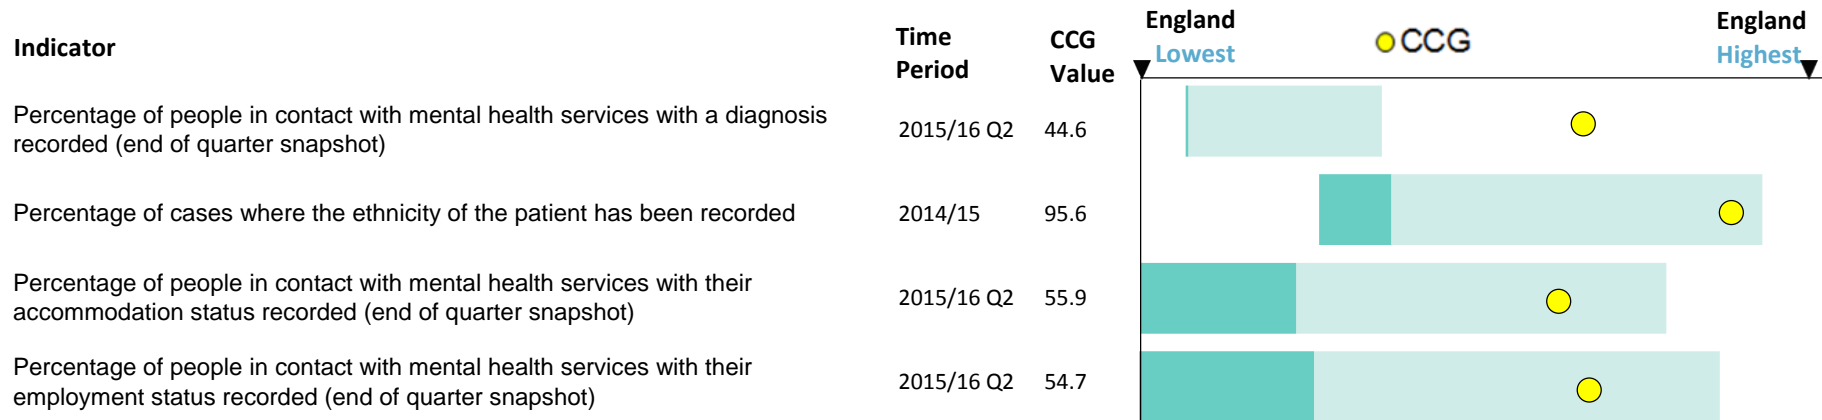 Indicator
Time
Period
CCG
Value
England
Lowest
CCG
England
Highest
Percentage of people in contact with mental health services with a diagnosis
recorded (end of quarter snapshot)
2015/16 Q2
44.6
Percentage of cases where the ethnicity of the patient has been recorded
2014/15
95.6
Percentage of people in contact with mental health services with their
accommodation status recorded (end of quarter snapshot)
2015/16 Q2
55.9
Percentage of people in contact with mental health services with their
employment status recorded (end of quarter snapshot)
2015/16 Q2
54.7